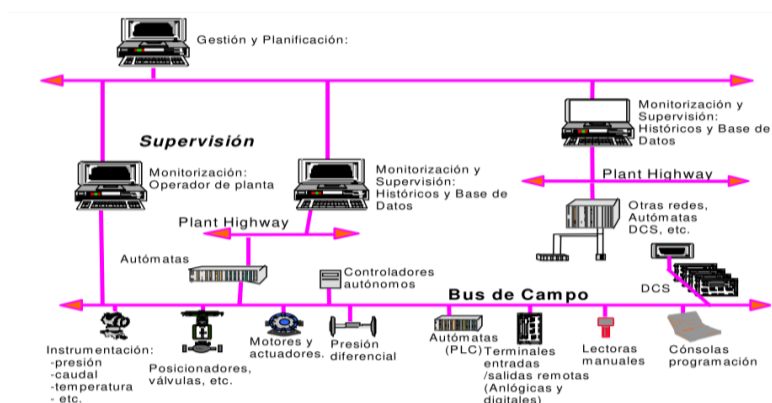 Gestión y Planificación:
Monitorización y
Supervisión:
Históricos y Base de
Datos
Supervisión
Monitorización:
Operador de planta
Monitorización y
Supervisión:
Históricos y Base de
Datos
Plant Highway
Plant Highway
Otras redes,
Autómatas
DCS, etc.
Autómatas
Controladores
autónomos
DCS
Bus de Campo
Instrumentación:
-presión
-caudal
-temperatura
- etc.
Posicionadores,
válvulas, etc.
Motores y
actuadores.
Presión
diferencial
Autómatas
(PLC)
Terminales
entradas
/salidas remotas
(Anlógicas y
digitales)
Lectoras
manuales
Cónsolas
programación